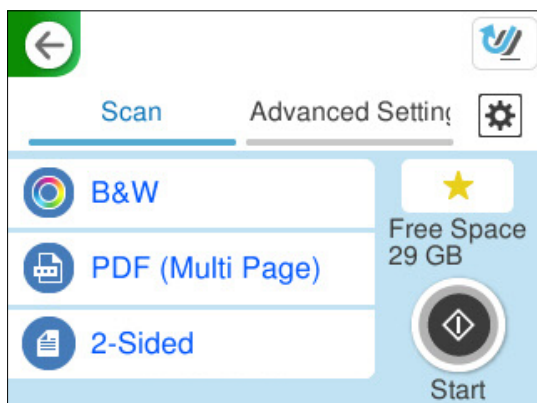 Scan
Advanced Setting
B&W
PDF (Multi Page)
2-Sided
Free Space
29 GB
Start